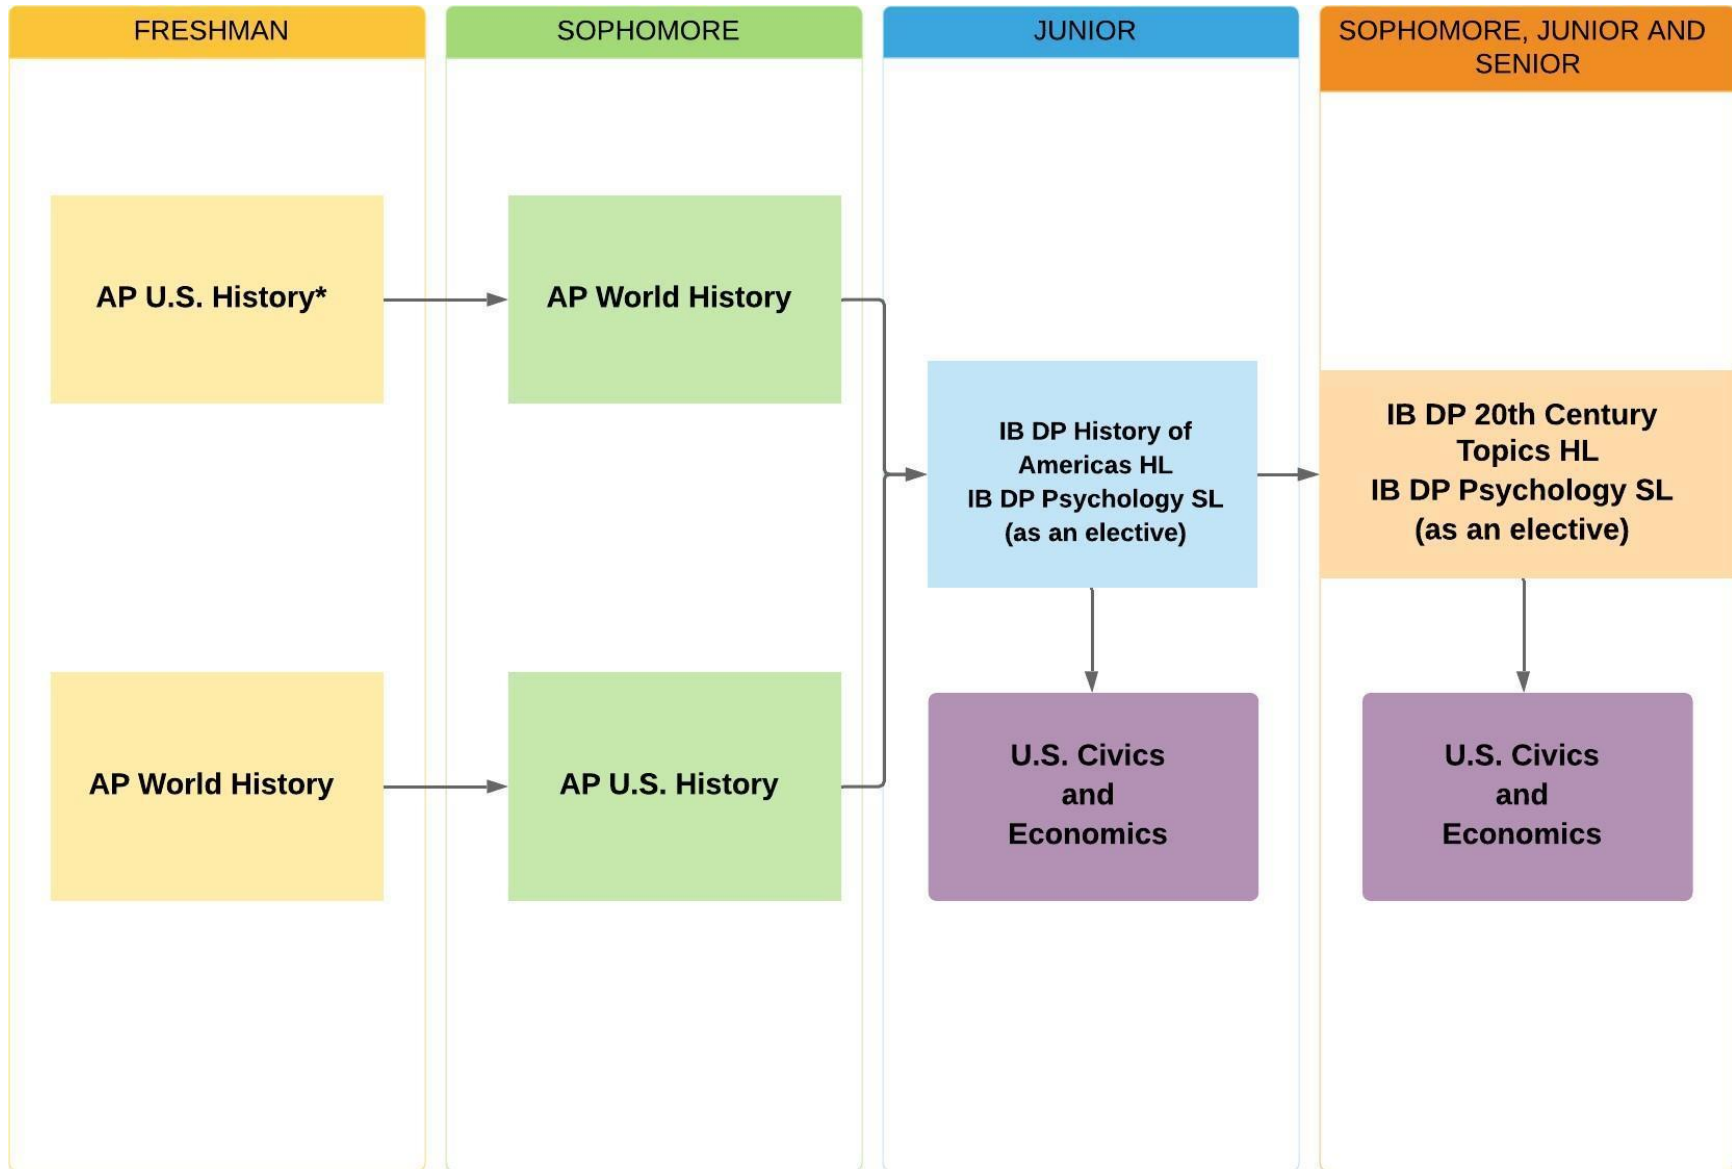 FRESHMAN
SOPHOMORE
JUNIOR
SOPHOMORE, JUNIOR AND
SENIOR
AP U.S. History*
AP World History
IB DP History of
Americas HL
IB DP Psychology SL
(as an elective)
IB DP 20th Century
Topics HL
IB DP Psychology SL
(as an elective)
AP World History
AP U.S. History
U.S. Civics
and
Economics
U.S. Civics
and
Economics